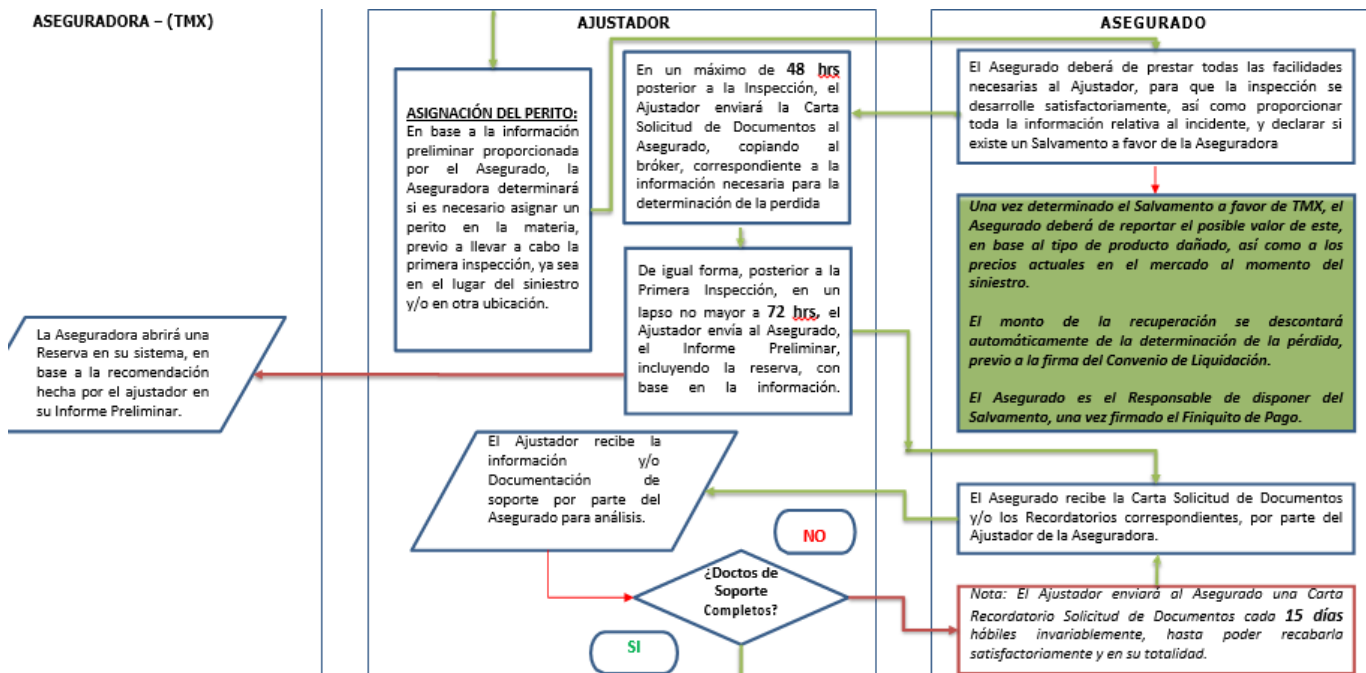 ASEGURADORA – (TMX)
AJUSTADOR
ASEGURADO
ASIGNACIÓN DEL PERITO:
En base a la información
preliminar proporcionada
por el Asegurado, la
Aseguradora determinará
si es necesario asignar un
perito en la materia,
previo a llevar a cabo la
primera inspección, ya sea
en el lugar del siniestro
y/o en otra ubicación.
En un máximo de 48 hrs
posterior a la Inspección, el
Ajustador enviará la Carta
Solicitud de Documentos al
Asegurado, copiando al
bróker, correspondiente a la
información necesaria para la
determinación de la perdida
El Asegurado deberá de prestar todas las facilidades
necesarias al Ajustador, para que la inspección se
desarrolle satisfactoriamente, así como proporcionar
toda la información relativa al incidente, y declarar si
existe un Salvamento a favor de la Aseguradora
Una vez determinado el Salvamento a favor de TMX, el
Asegurado deberá de reportar el posible valor de este,
en base al tipo de producto dañado, así como a los
precios actuales en el mercado al momento del
siniestro.
El monto de la recuperación se descontará
automáticamente de la determinación de la pérdida,
previo a la firma del Convenio de Liquidación.
El Asegurado es el Responsable de disponer del
Salvamento, una vez firmado el Finiquito de Pago.
De igual forma, posterior a la
Primera Inspección, en un
lapso no mayor a 72 hrs, el
Ajustador envía al Asegurado,
el Informe Preliminar,
incluyendo la reserva, con
base en la información.
La Aseguradora abrirá una
Reserva en su sistema, en
base a la recomendación
hecha por el ajustador en
su Informe Preliminar.
El Ajustador recibe la
información y/o
Documentación de
soporte por parte del
Asegurado para análisis.
El Asegurado recibe la Carta Solicitud de Documentos
y/o los Recordatorios correspondientes, por parte del
Ajustador de la Aseguradora.
NO
¿Doctos de
Soporte
Completos?
SI
Nota: El Ajustador enviará al Asegurado una Carta
Recordatorio Solicitud de Documentos cada 15 días
hábiles invariablemente, hasta poder recabarla
satisfactoriamente y en su totalidad.